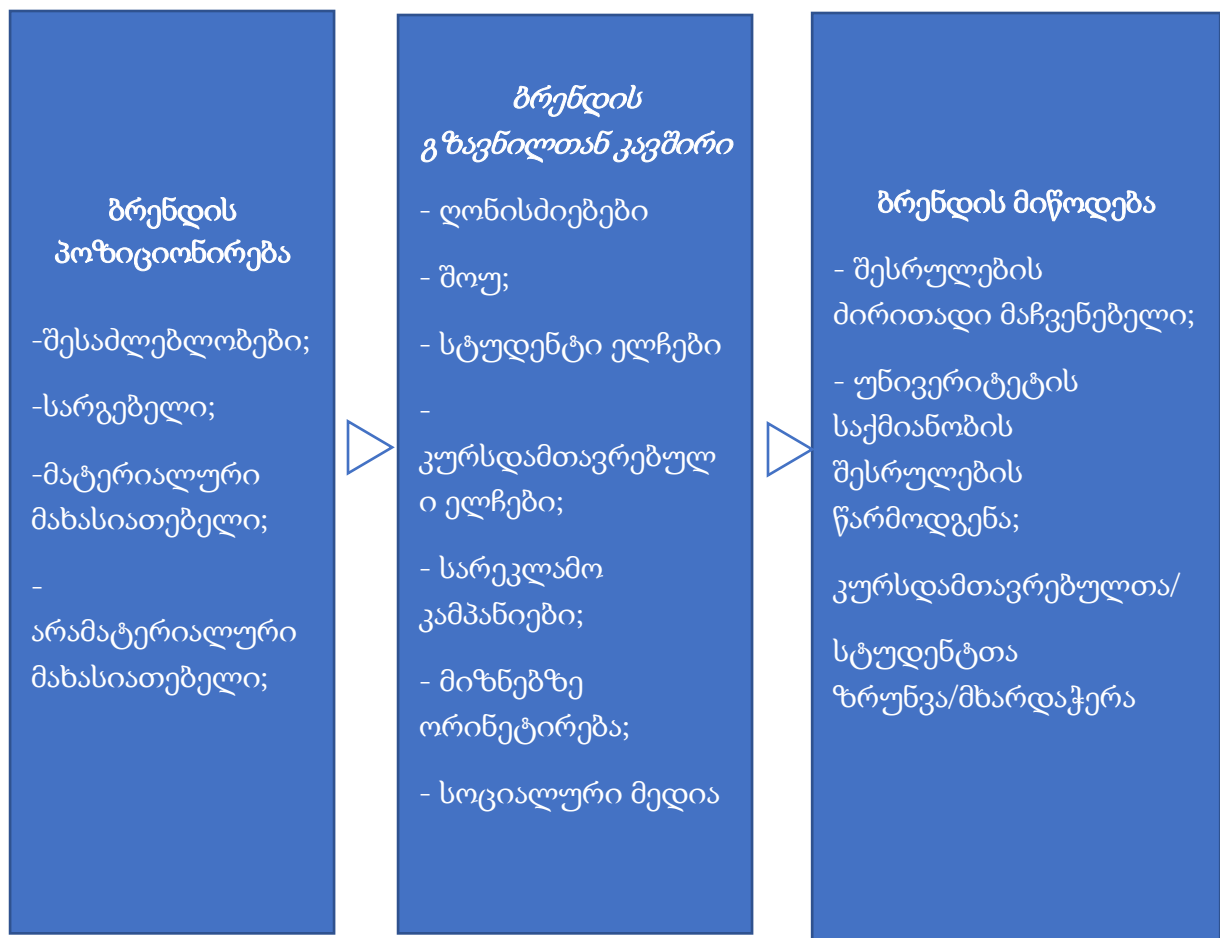 ბრენდის
პოზიციონირება
-შესაძლებლობები;
-სარგებელი;
-მატერიალური
მახასიათებელი;
-
არამატერიალური
მახასიათებელი;
ბრენდის
გზავნილთან კავშირი
- ღონისძიებები
- შოუ;
- სტუდენტი ელჩები
-
კურსდამთავრებულ
ი ელჩები;
- სარეკლამო
კამპანიები;
- მიზნებზე
ორინეტირება;
- სოციალური მედია
ბრენდის მიწოდება
- შესრულების
ძირითადი მაჩვენებელი;
- უნივერიტეტის
საქმიანობის
შესრულების
წარმოდგენა;
კურსდამთავრებულთა/
სტუდენტთა
ზრუნვა/მხარდაჭერა